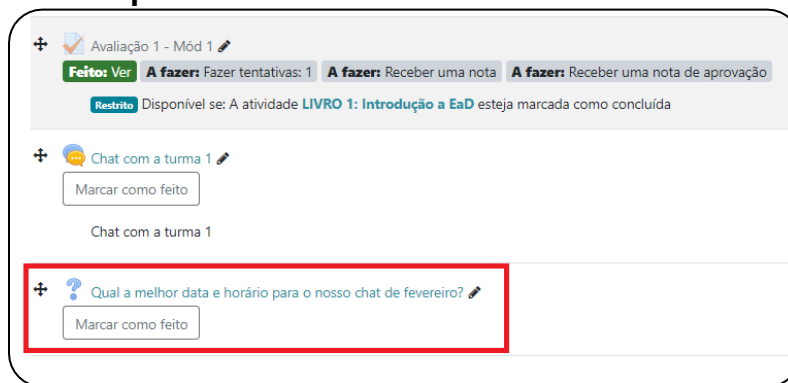 Avaliação 1 - Mód 1
Feito: Ver A fazer: Fazer tentativas: 1 A fazer: Receber uma nota A fazer: Receber uma nota de aprovação
Restrito Disponível se: A atividade LIVRO 1: Introdução a EaD esteja marcada como concluída
Chat com a turma 1
Marcar como feito
Chat com a turma 1
Qual a melhor data e horário para o nosso chat de fevereiro?
Marcar como feito